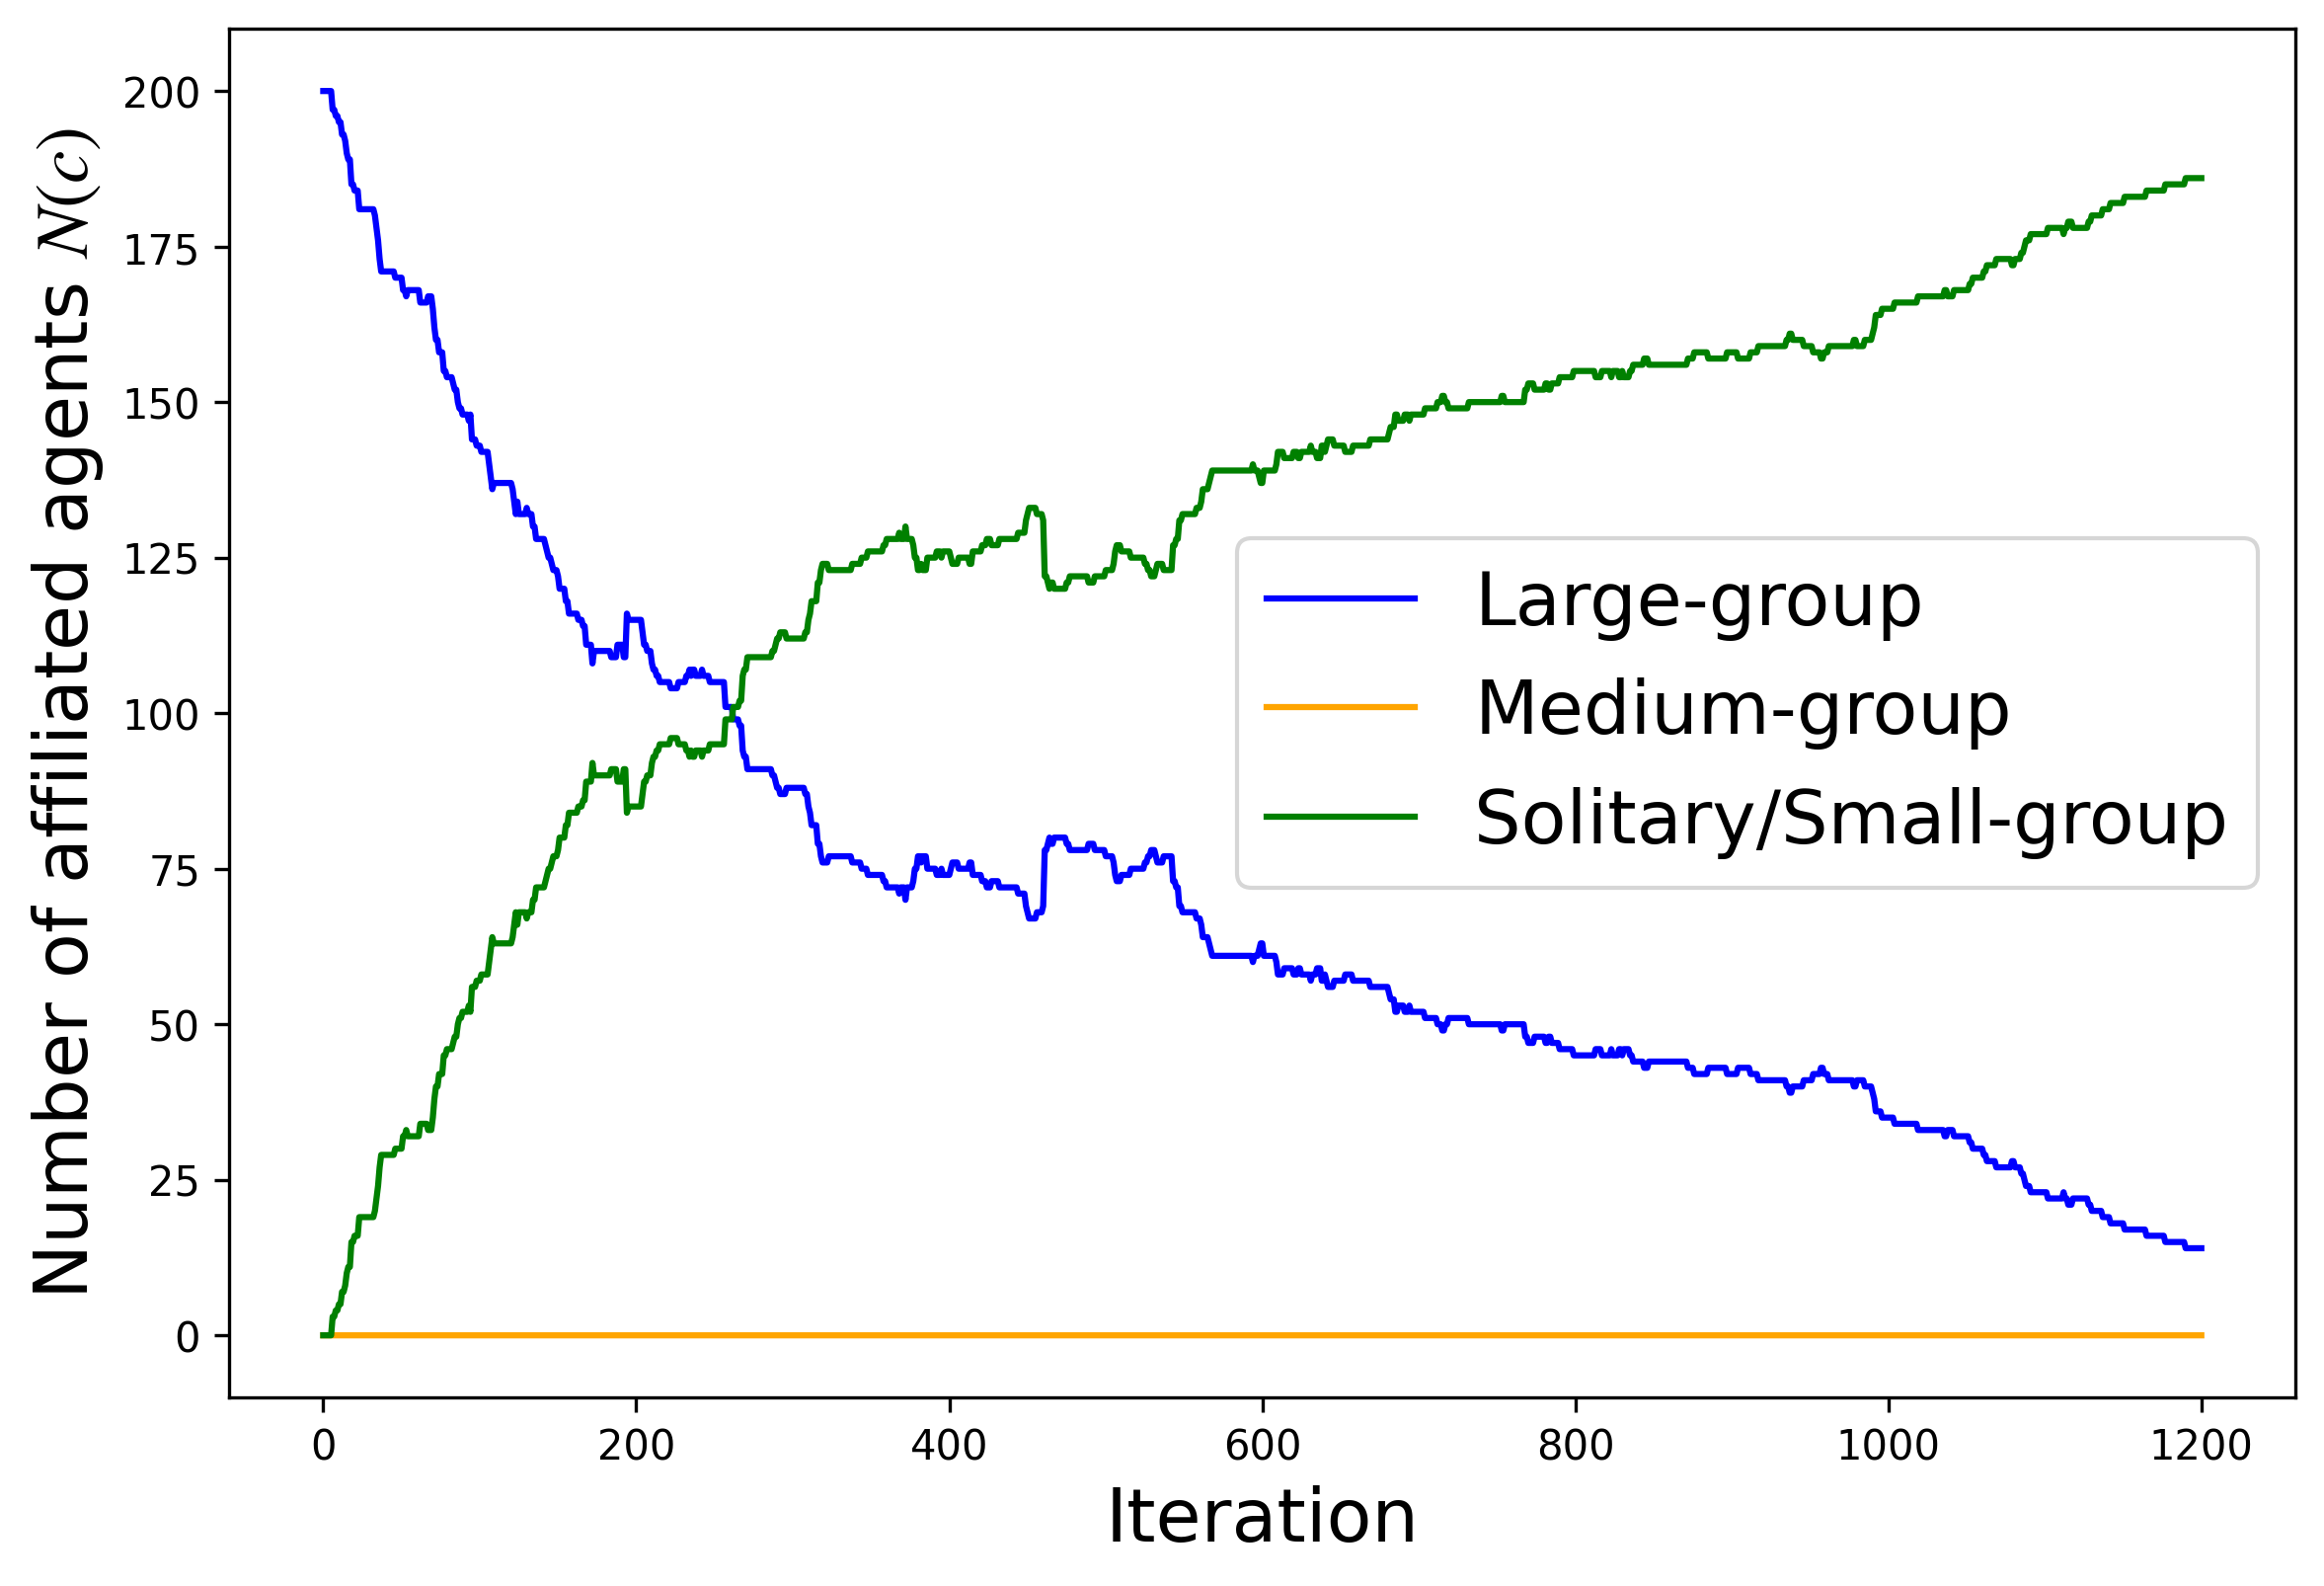 Number of affiliated agents N(c)
200
175
150
125
100
75
50
25
0
Large-group
Medium-group
Solitary/Small-group
0 200 400 600 800 1000 1200
Iteration